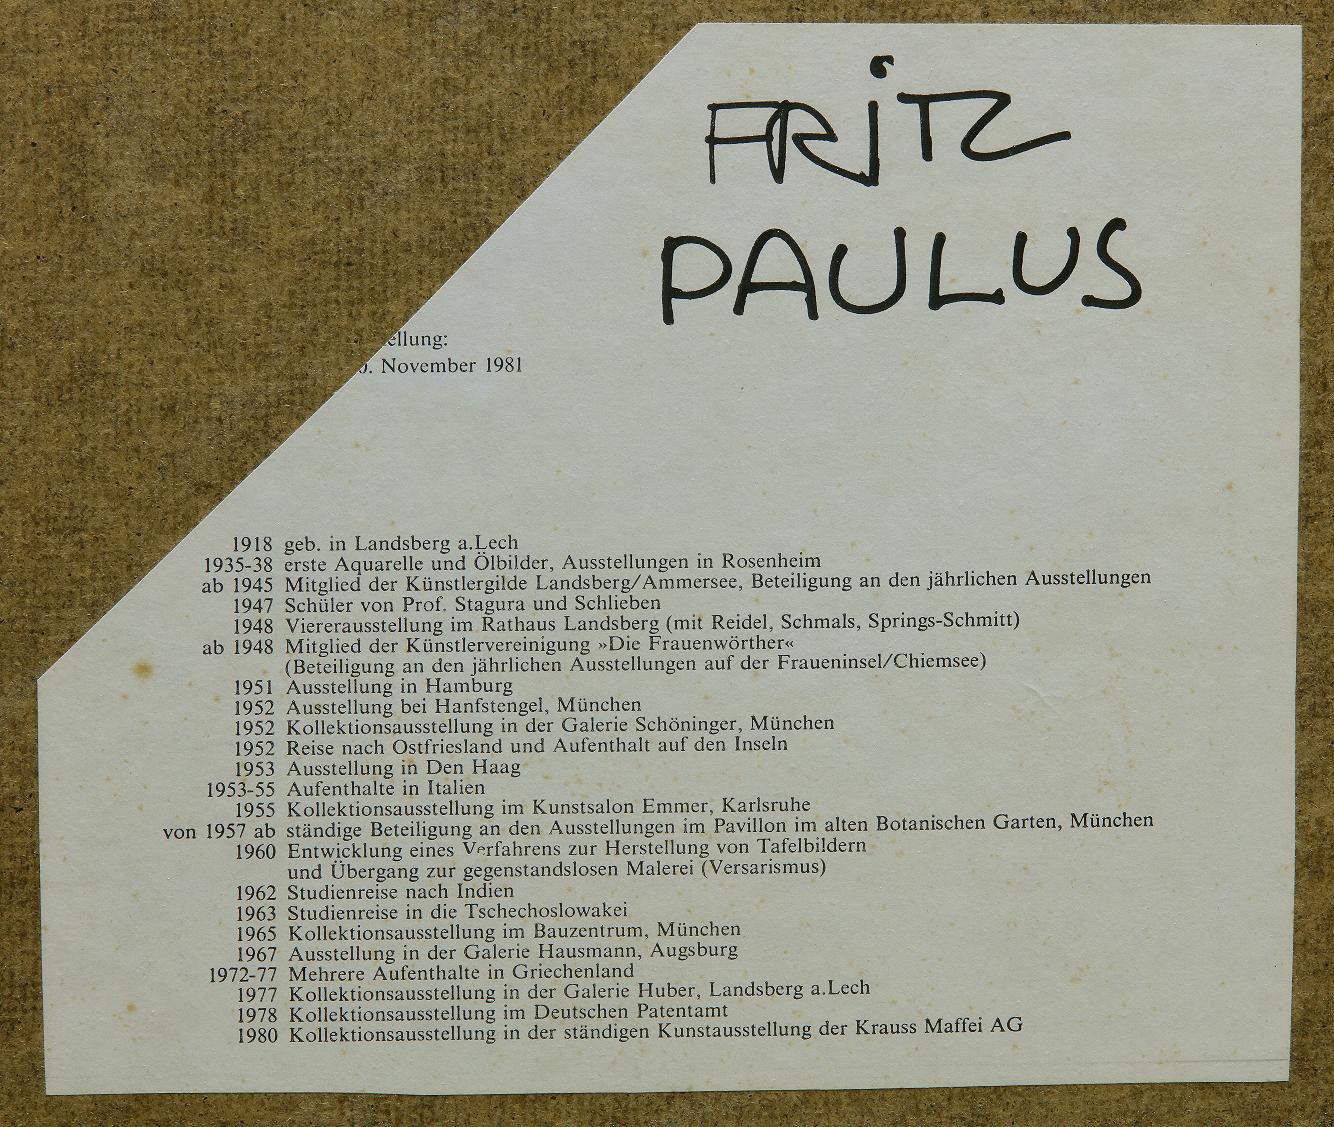 FRITZ
PAULUS
ellung:
0. November 1981
1918 geb. in Landsberg a.Lech
1935-38 erste Aquarelle und Ölbilder, Ausstellungen in Rosenheim
ab 1945 Mitglied der Künstlergilde Landsberg/Ammersee, Beteiligung an den jährlichen Ausstellungen
1947 Schüler von Prof. Stagura und Schlieben
1948 Viererausstellung im Rathaus Landsberg (mit Reidel, Schmals, Springs-Schmitt)
ab 1948 Mitglied der Künstlervereinigung »Die Frauenwörther«
(Beteiligung an den jährlichen Ausstellungen auf der Fraueninsel/Chiemsee)
1951 Ausstellung in Hamburg
1952 Ausstellung bei Hanfstengel, München
1952 Kollektionsausstellung in der Galerie Schöninger, München
1952 Reise nach Ostfriesland und Aufenthalt auf den Inseln
1953 Ausstellung in Den Haag
1953-55 Aufenthalte in Italien
1955 Kollektionsausstellung im Kunstsalon Emmer, Karlsruhe
von 1957 ab ständige Beteiligung an den Ausstellungen im Pavillon im alten Botanischen Garten, München
1960 Entwicklung eines Verfahrens zur Herstellung von Tafelbildern
und Übergang zur gegenstandslosen Malerei (Versarismus)
1962 Studienreise nach Indien
1963 Studienreise in die Tschechoslowakei
1965 Kollektionsausstellung im Bauzentrum, München
1967 Ausstellung in der Galerie Hausmann, Augsburg
1972-77 Mehrere Aufenthalte in Griechenland
1977 Kollektionsausstellung in der Galerie Huber, Landsberg a.Lech
1978 Kollektionsausstellung im Deutschen Patentamt
1980 Kollektionsausstellung in der ständigen Kunstausstellung der Krauss Maffei AG